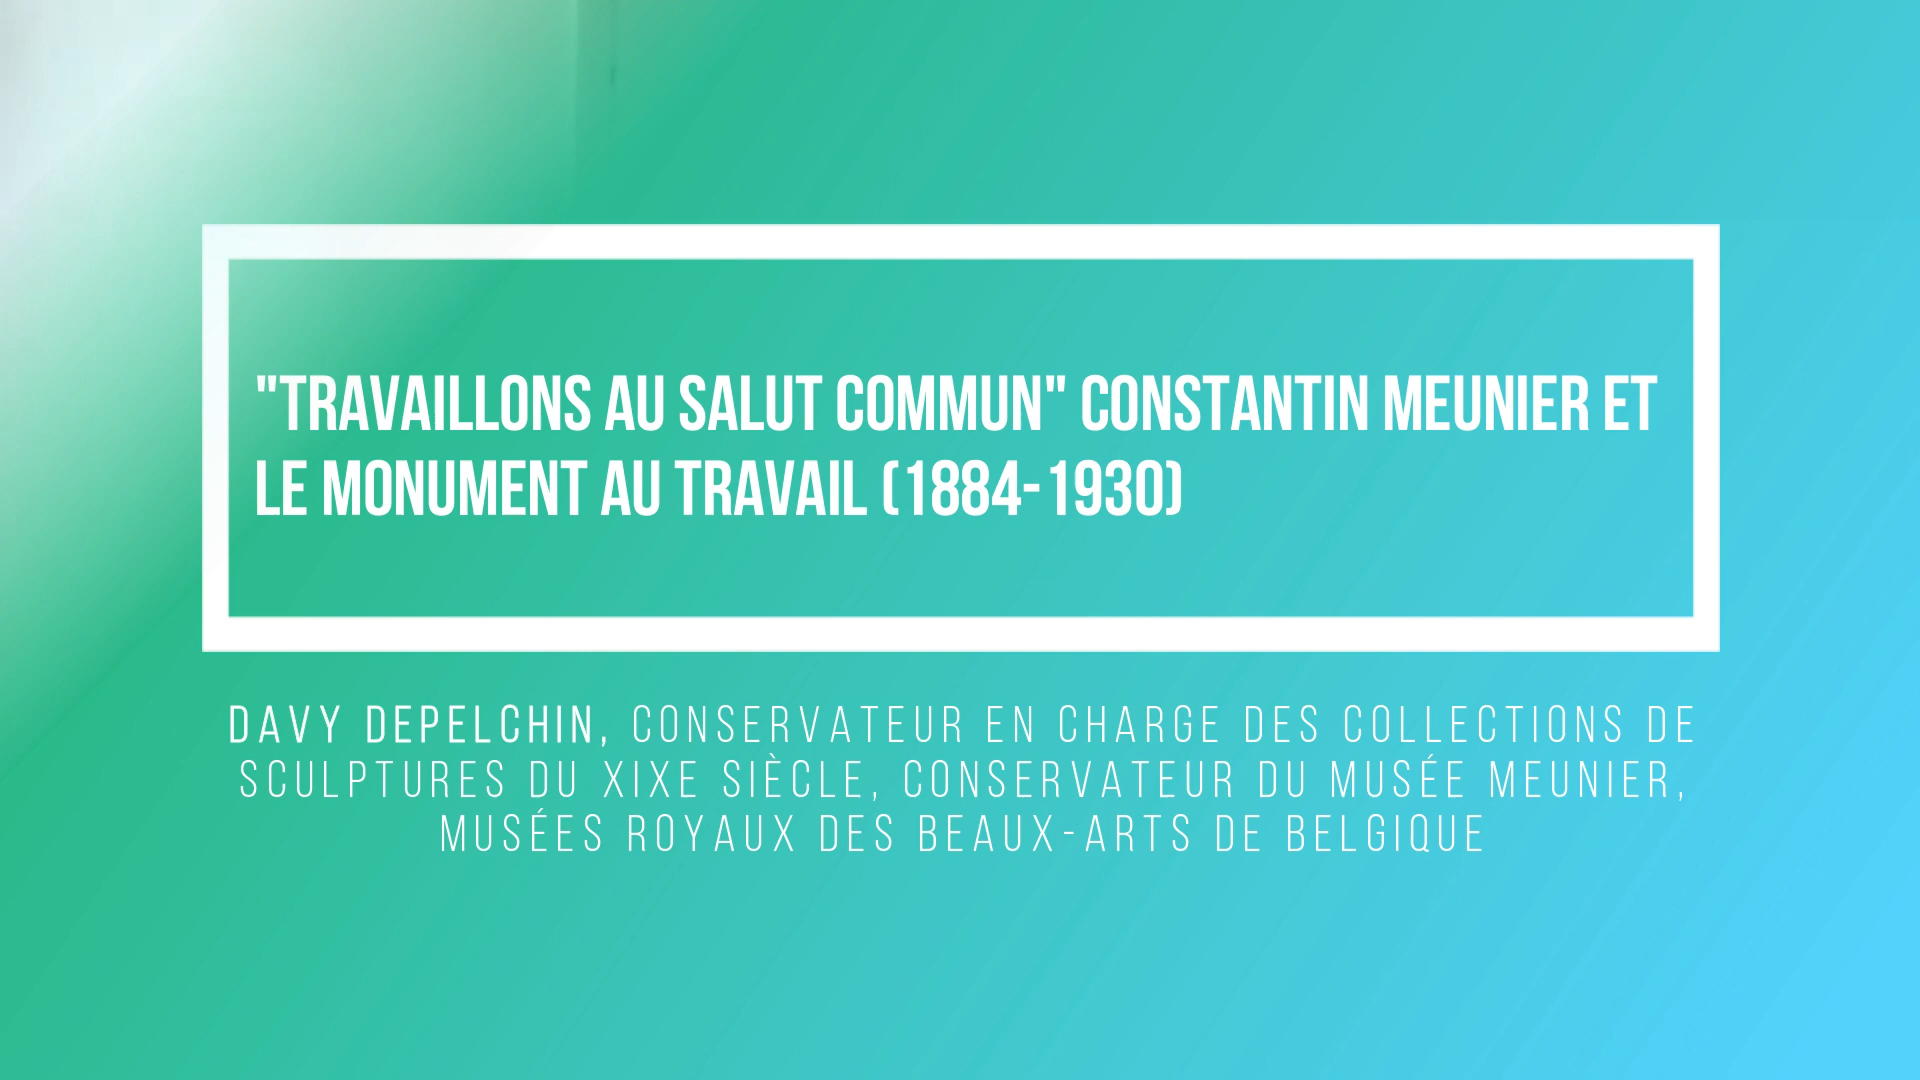 "TRAVAILLONS AU SALUT COMMUN" CONSTANTIN MEUNIER ET
LE MONUMENT AU TRAVAIL (1884-1930)
DAVY DEPELCHIN, CONSERVATEUR EN CHARGE DES COLLECTIONS DE
SCULPTURES DU XIXE SIÈCLE, CONSERVATEUR DU MUSÉE MEUNIER,
MUSÉES ROYAUX DES BEAUX-ARTS DE BELGIQUE